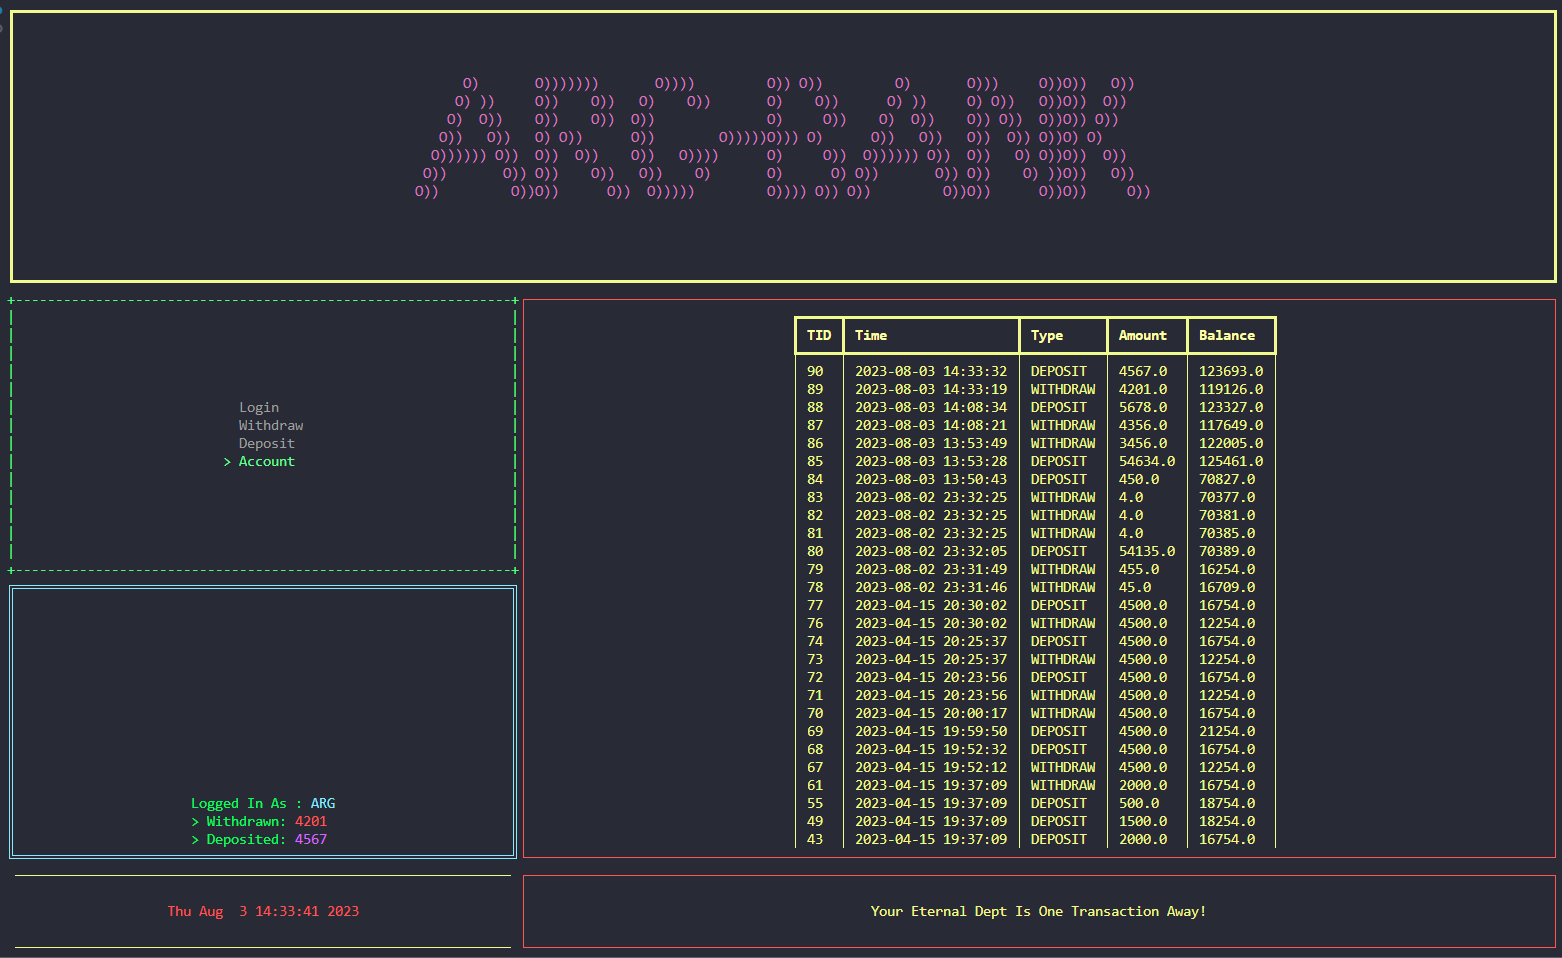 ARG-BANK
Login
Withdraw
Deposit
> Account
Logged In As : ARG
> Withdrawn: 4201
> Deposited: 4567
Thu Aug  3 14:33:41 2023
TID Time Type Amount Balance
90 2023-08-03 14:33:32 DEPOSIT 4567.0 123693.0
89 2023-08-03 14:33:19 WITHDRAW 4201.0 119126.0
88 2023-08-03 14:08:34 DEPOSIT 5678.0 123327.0
87 2023-08-03 14:08:21 WITHDRAW 4356.0 117649.0
86 2023-08-03 13:53:49 WITHDRAW 3456.0 122005.0
85 2023-08-03 13:53:28 DEPOSIT 54634.0 125461.0
84 2023-08-03 13:50:43 DEPOSIT 450.0 70827.0
83 2023-08-02 23:32:25 WITHDRAW 4.0 70377.0
82 2023-08-02 23:32:25 WITHDRAW 4.0 70381.0
81 2023-08-02 23:32:25 WITHDRAW 4.0 70385.0
80 2023-08-02 23:32:05 DEPOSIT 54135.0 70389.0
79 2023-08-02 23:31:49 WITHDRAW 455.0 16254.0
78 2023-08-02 23:31:46 WITHDRAW 45.0 16709.0
77 2023-04-15 20:30:02 DEPOSIT 4500.0 16754.0
76 2023-04-15 20:30:02 WITHDRAW 4500.0 12254.0
74 2023-04-15 20:25:37 DEPOSIT 4500.0 16754.0
73 2023-04-15 20:25:37 WITHDRAW 4500.0 12254.0
72 2023-04-15 20:23:56 DEPOSIT 4500.0 16754.0
71 2023-04-15 20:23:56 WITHDRAW 4500.0 12254.0
70 2023-04-15 20:00:17 WITHDRAW 4500.0 16754.0
69 2023-04-15 19:59:50 DEPOSIT 4500.0 21254.0
68 2023-04-15 19:52:32 DEPOSIT 4500.0 16754.0
67 2023-04-15 19:52:12 WITHDRAW 4500.0 12254.0
61 2023-04-15 19:37:09 WITHDRAW 2000.0 16754.0
55 2023-04-15 19:37:09 DEPOSIT 500.0 18754.0
49 2023-04-15 19:37:09 DEPOSIT 1500.0 18254.0
43 2023-04-15 19:37:09 DEPOSIT 2000.0 16754.0
Your Eternal Dept Is One Transaction Away!